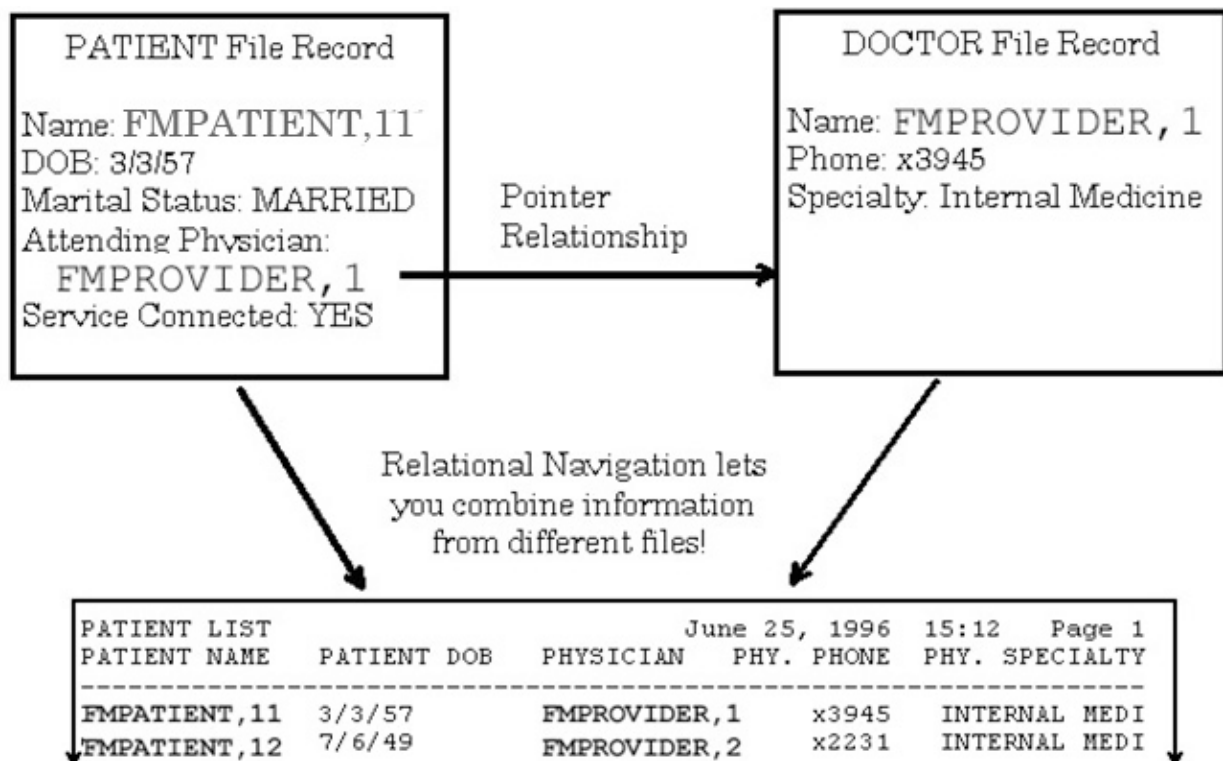 PATIENT File Record
Name: FMPATIENT,11
DOB: 3/3/57
Marital Status: MARRIED
Attending Physician:
FMPROVIDER,1
Service Connected: YES
Pointer
Relationship
DOCTOR File Record
Name: FMPROVIDER,1
Phone: x3945
Specialty: Internal Medicine
Relational Navigation lets
you combine information
from different files!
PATIENT LIST June 25, 1996 15:12 Page 1
PATIENT NAME PATIENT DOB PHYSICIAN PHY. PHONE PHY. SPECIALTY
--------------------------------------------------------------------------------
FMPATIENT,11 3/3/57 FMPROVIDER,1 x3945 INTERNAL MEDI
FMPATIENT,12 7/6/49 FMPROVIDER,2 x2231 INTERNAL MEDI